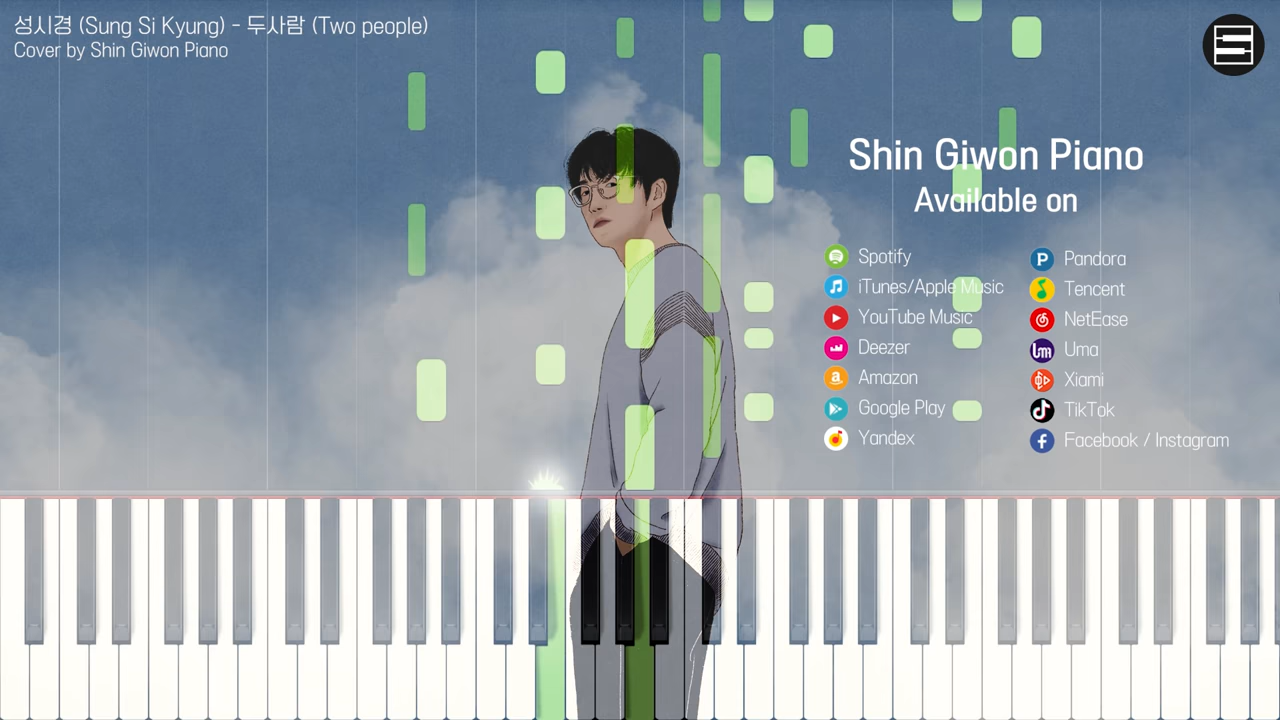 성시경 (Sung Si Kyung) - 두사람 (Two people)
Cover by Shin Giwon Piano
Shin Giwon Piano
Available on
Spotify
iTunes/Apple Music
YouTube Music
Deezer
Amazon
Google Play
Yandex
P Pandora
Tencent
NetEase
Uma
Xiami
TikTok
Facebook / Instagram